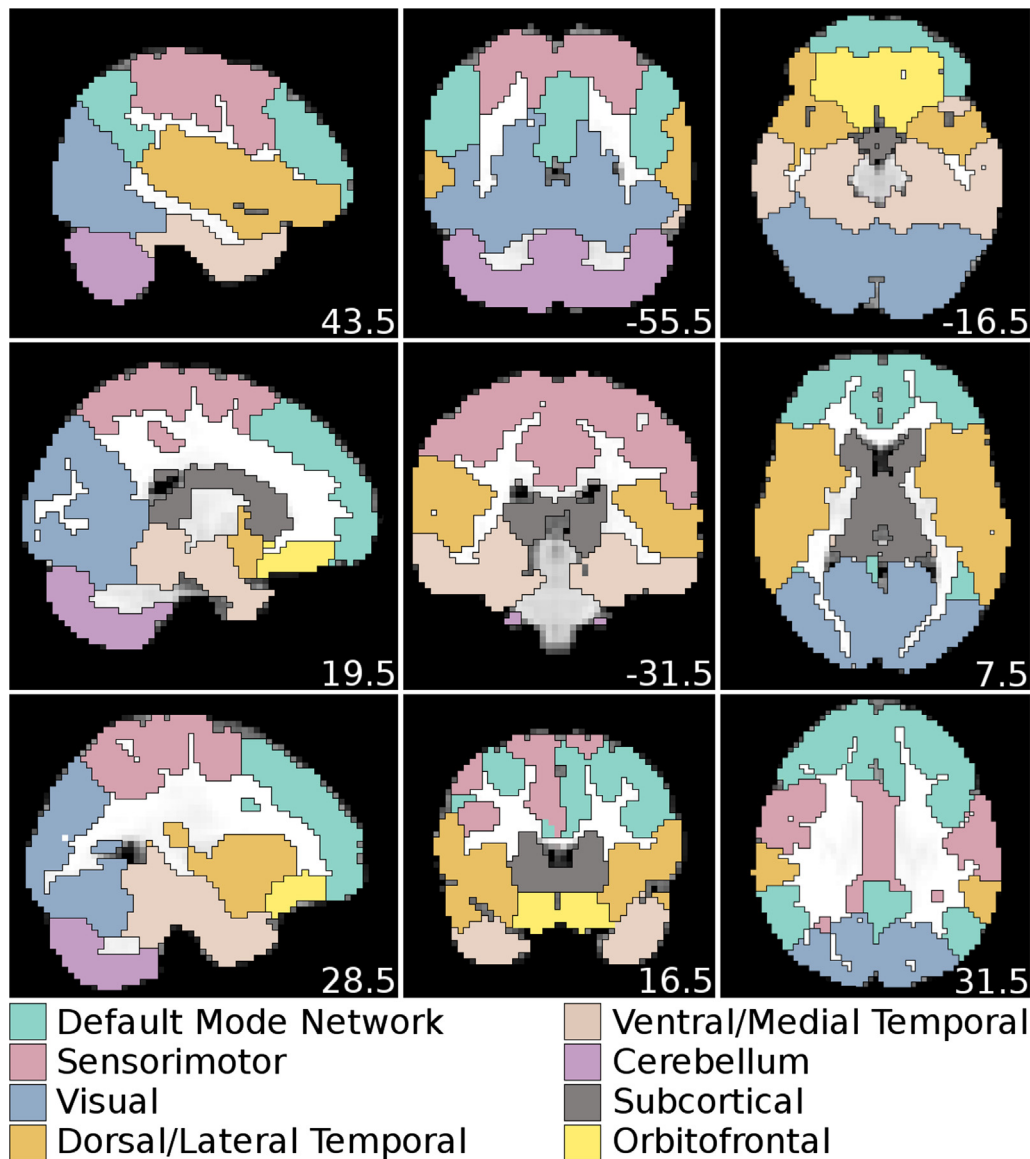 43.5
-55.5
-16.5
19.5
-31.5
7.5
28.5
16.5
31.5
Default Mode Network
Sensorimotor
Visual
Dorsal/Lateral Temporal
Ventral/Medial Temporal
Cerebellum
Subcortical
Orbitofrontal